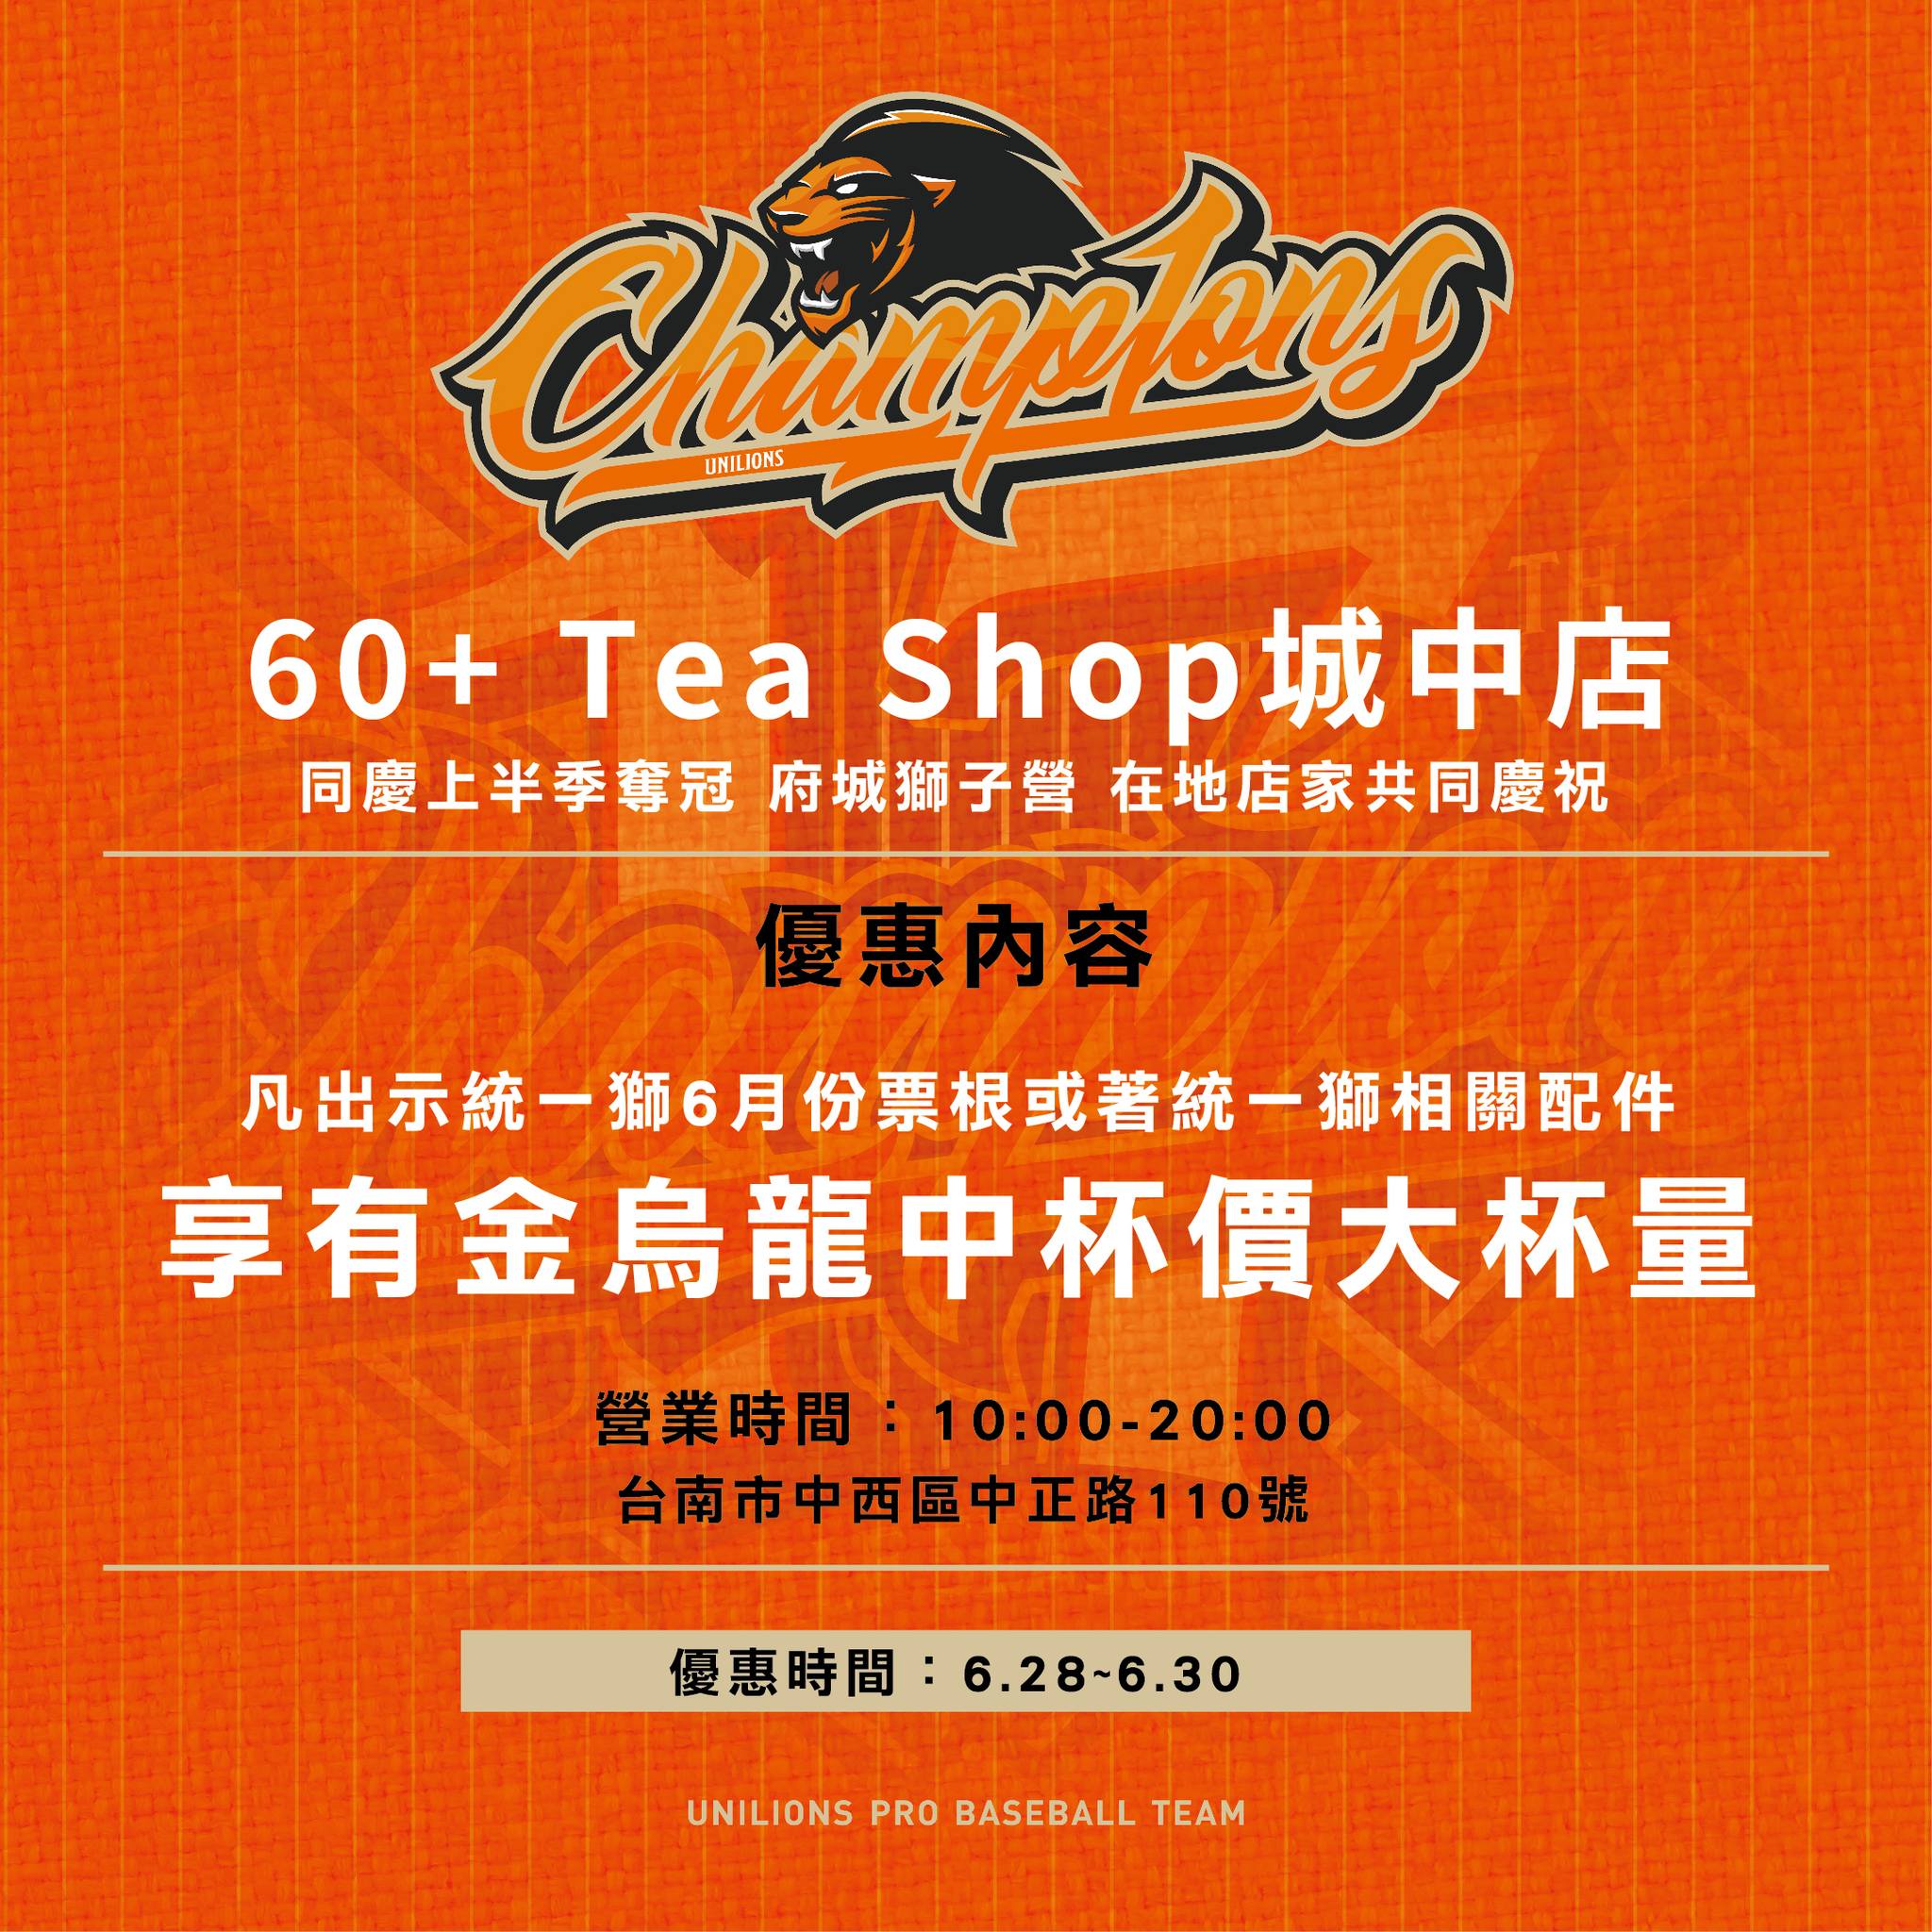 Champ1ons
UNILIONS
60+ Tea Shop城中店
同慶上半季奪冠 府城獅子營 在地店家共同慶祝
優惠內容
凡出示統一獅6月份票根或著統一獅相關配件
享有金烏龍中杯價大杯量
營業時間：10:00-20:00
台南市中西區中正路110號
優惠時間：6.28~6.30
UNILIONS PRO BASEBALL TEAM